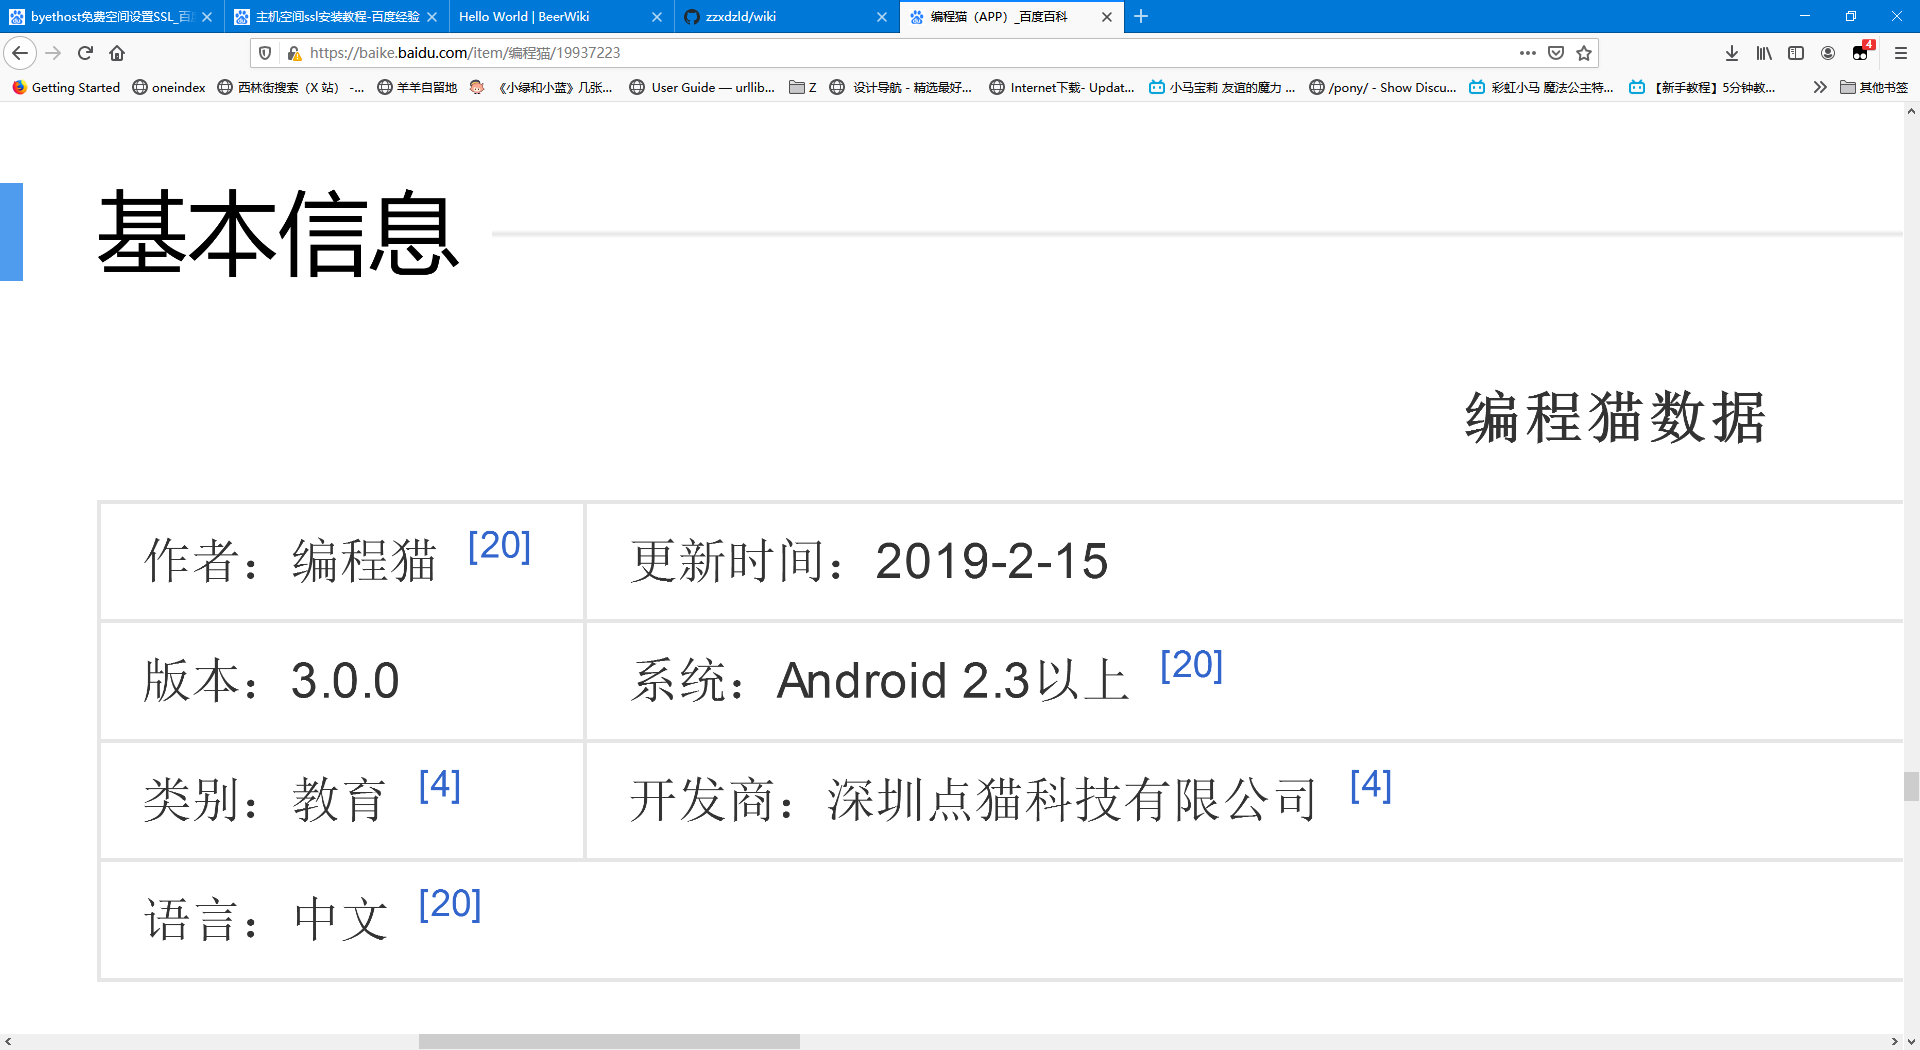 byethost免费空间设置SSL_百
主机空间ssl安装教程-百度经验
Hello World | BeerWiki
zzxdzld/wiki
编程猫（APP）_百度百科
https://baike.baidu.com/item/编程猫/19937223
4
Getting Started
oneindex
西林街搜索（X 站） -...
羊羊自留地
《小绿和小蓝》几张...
User Guide — urllib...
Z
设计导航 - 精选最好...
Internet下载- Updat...
小马宝莉 友谊的魔力 ...
/pony/ - Show Discu...
彩虹小马 魔法公主特...
【新手教程】5分钟教...
其他书签
基本信息
编程猫数据
作者：编程猫 [20]
更新时间：2019-2-15
版本：3.0.0
系统：Android 2.3以上 [20]
类别：教育 [4]
开发商：深圳点猫科技有限公司 [4]
语言：中文 [20]